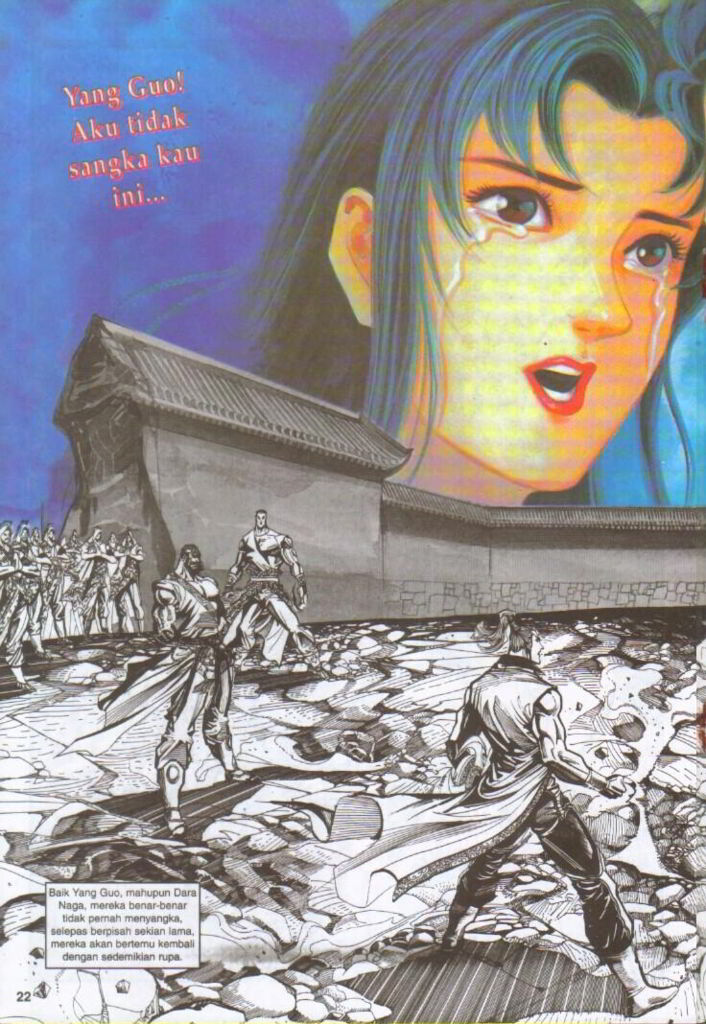 Yang Guo!
Aku tidak
sangka kau
ini...
Baik Yang Guo, mahupun Dara
Naga, mereka benar-benar
tidak pernah menyangka,
selepas berpisah sekian lama,
mereka akan bertemu kembali
dengan sedemikian rupa.
22